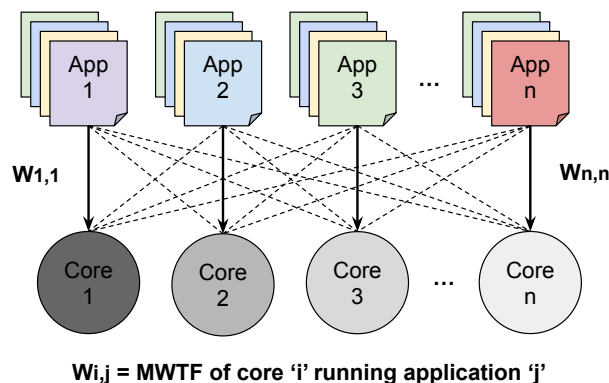 App 1
App 2
App 3
...
App n
W1,1
Wn,n
Core 1
Core 2
Core 3
...
Core n
Wi,j = MWTF of core ‘i’ running application ‘j’